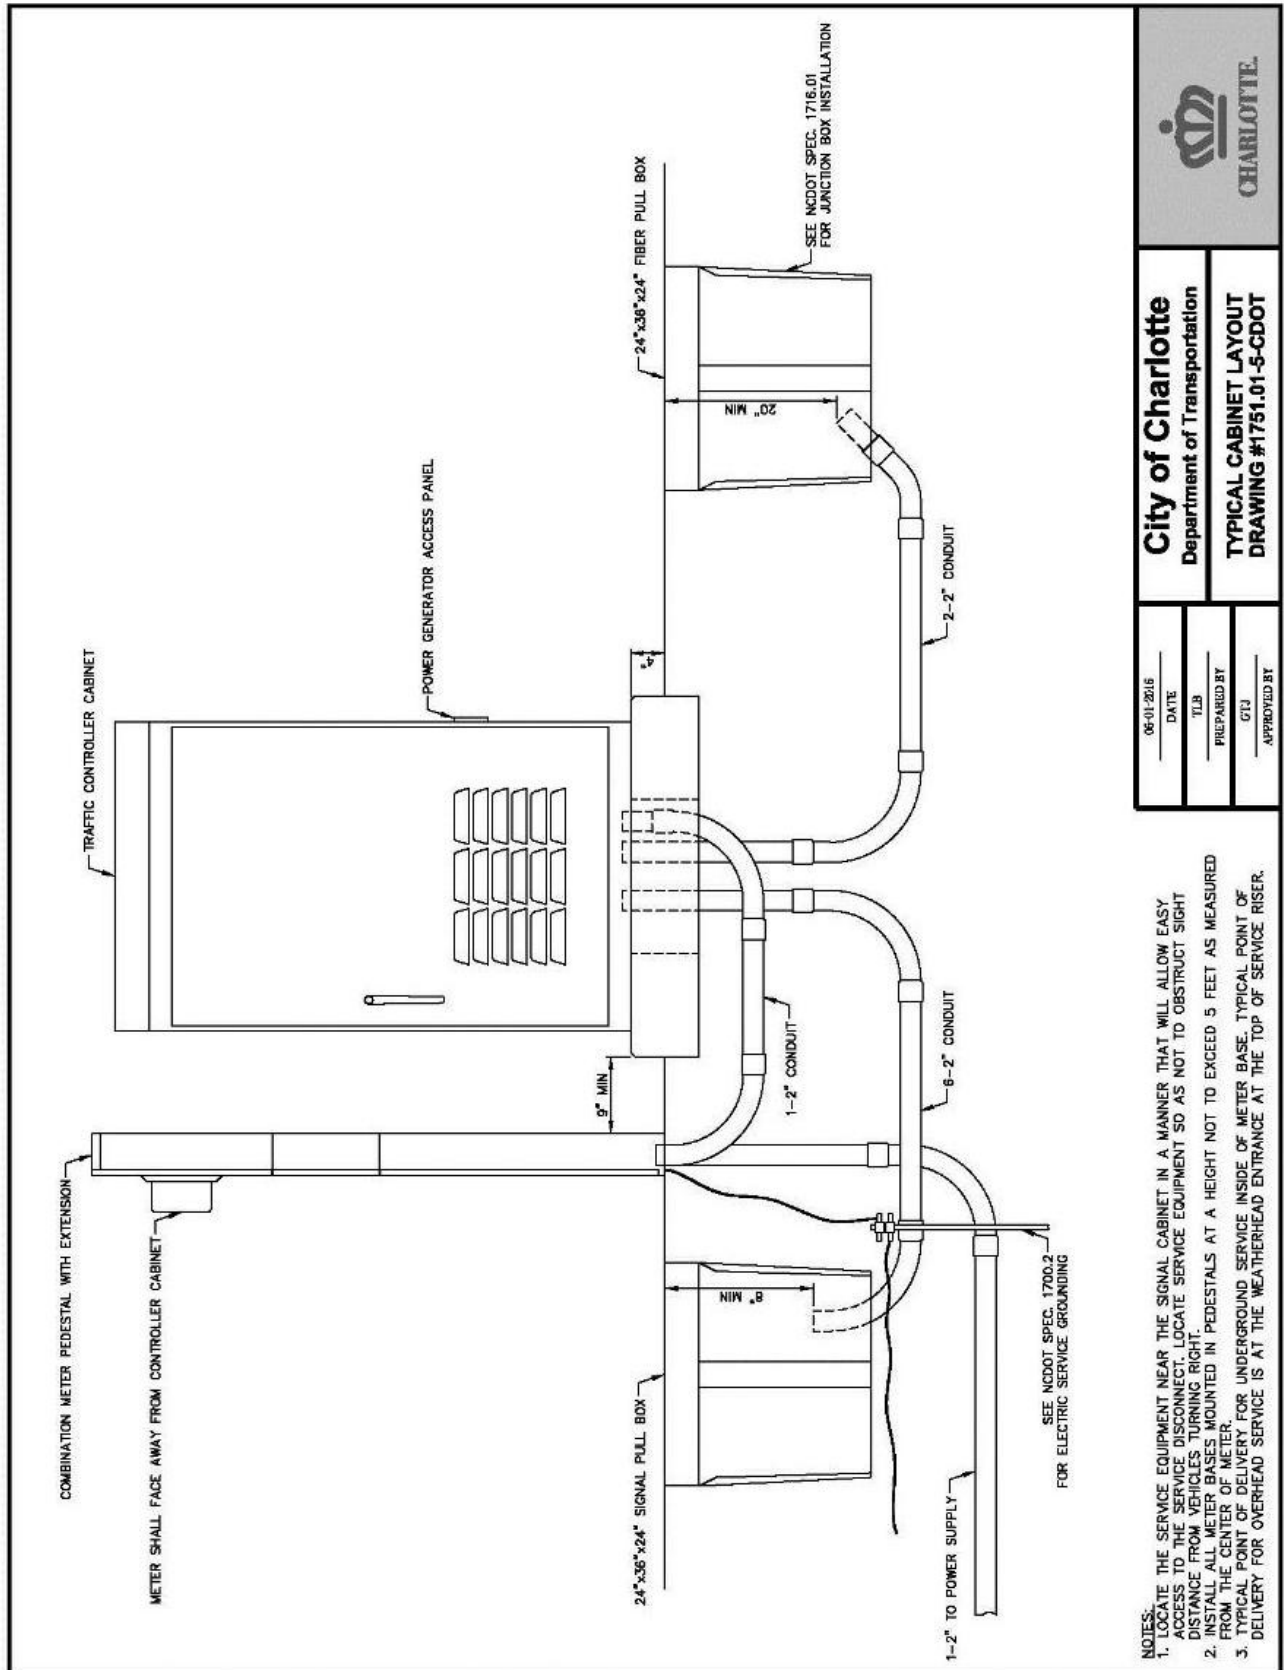 COMBINATION METER PEDESTAL WITH EXTENSION
METER SHALL FACE AWAY FROM CONTROLLER CABINET
TRAFFIC CONTROLLER CABINET
POWER GENERATOR ACCESS PANEL
9" MIN
4"
24"x36"x24" SIGNAL PULL BOX
24"x36"x24" FIBER PULL BOX
8" MIN
20" MIN
SEE NCDOT SPEC. 1716.01
FOR JUNCTION BOX INSTALLATION
1-2" CONDUIT
6-2" CONDUIT
2-2" CONDUIT
1-2" TO POWER SUPPLY
SEE NCDOT SPEC. 1700.2
FOR ELECTRIC SERVICE GROUNDING
NOTES:
1. LOCATE THE SERVICE EQUIPMENT NEAR THE SIGNAL CABINET IN A MANNER THAT WILL ALLOW EASY
ACCESS TO THE SERVICE DISCONNECT. LOCATE SERVICE EQUIPMENT SO AS NOT TO OBSTRUCT SIGHT
DISTANCE FROM VEHICLES TURNING RIGHT.
2. INSTALL ALL METER BASES MOUNTED IN PEDESTALS AT A HEIGHT NOT TO EXCEED 5 FEET AS MEASURED
FROM THE CENTER OF METER.
3. TYPICAL POINT OF DELIVERY FOR UNDERGROUND SERVICE INSIDE OF METER BASE. TYPICAL POINT OF
DELIVERY FOR OVERHEAD SERVICE IS AT THE WEATHERHEAD ENTRANCE AT THE TOP OF SERVICE RISER.
06-01-2016
DATE
TLB
PREPARED BY
GTJ
APPROVED BY
City of Charlotte
Department of Transportation
TYPICAL CABINET LAYOUT
DRAWING #1751.01-5-CDOT
CHARLOTTE.